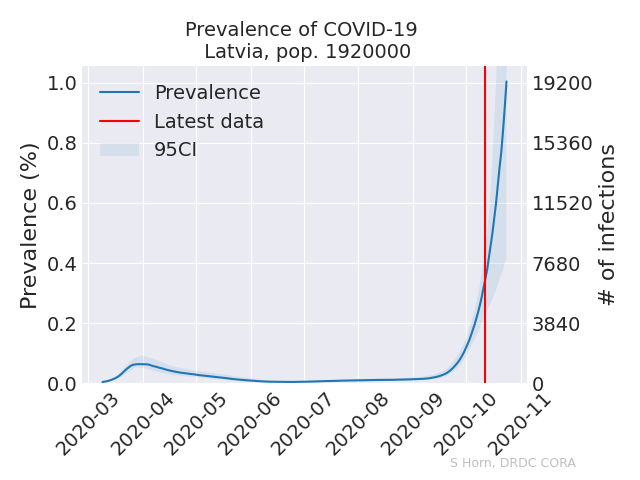 Prevalence of COVID-19
Latvia, pop. 1920000
Prevalence (%)
1.0
0.8
0.6
0.4
0.2
0.0
Prevalence
Latest data
95CI
19200
15360
11520
7680
3840
0
# of infections
2020-03
2020-04
2020-05
2020-06
2020-07
2020-08
2020-09
2020-10
2020-11
S Horn, DRDC CORA